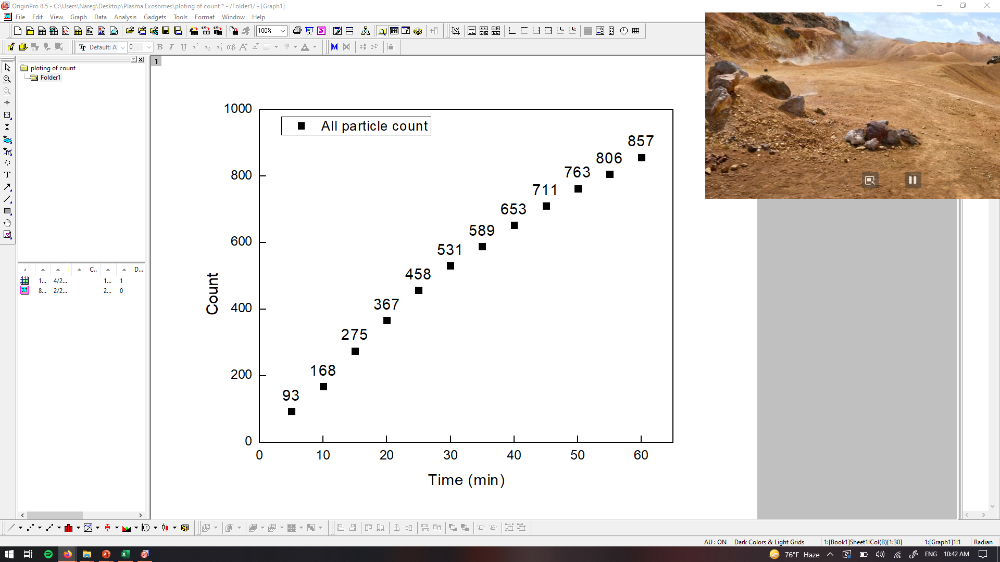 OriginPro 8.5 - C:\Users\Nareg\Desktop\Plasma Exosomes\ploting of count * - /Folder1/ - [Graph1]
File Edit View Graph Data Analysis Gadgets Tools Format Window Help
100%
Default: A 0 B I U αβ A A A
ploting of count
Folder1
C.. D...
1... 4/2... 1... 1
8... 2/2... 2... 0
1
All particle count
1000
800
600
400
200
0
Count
93
168
275
367
458
531
589
653
711
763
806
857
0 10 20 30 40 50 60
Time (min)
AU : ON Dark Colors & Light Grids 1:[Book1]Sheet1!Col(B)[1:30] 1:[Graph1]1!1 Radian
76°F Haze ENG 10:42 AM